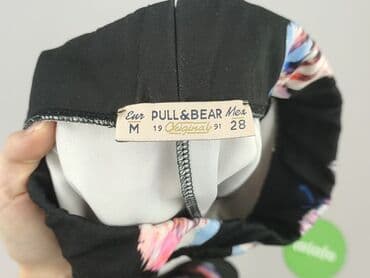 Eur PULL&BEAR Mex
M 19 Original 91 28